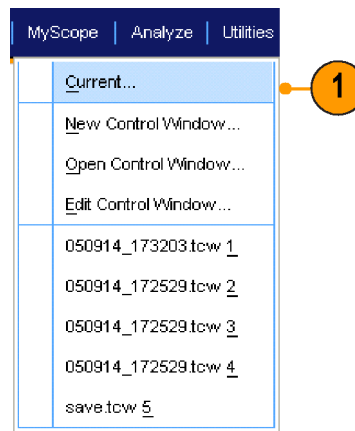 MyScope | Analyze | Utilities
Current...
1
New Control Window...
Open Control Window...
Edit Control Window...
050914_173203.tcw 1
050914_172529.tcw 2
050914_172529.tcw 3
050914_172529.tcw 4
save.tcw 5